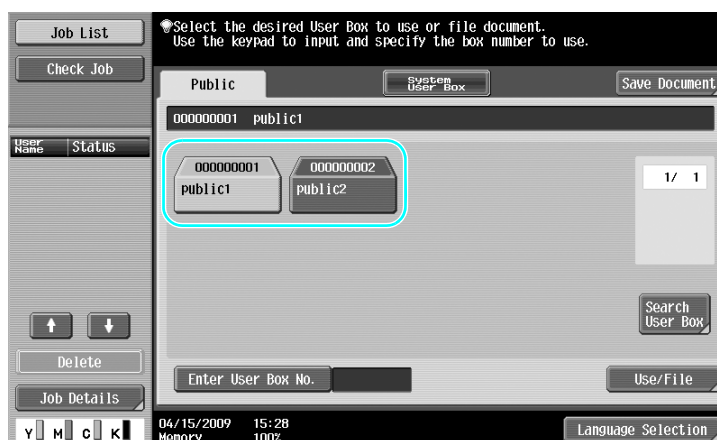 Job List
Check Job
User Name Status
Delete
Job Details
Y M C K
Select the desired User Box to use or file document.
Use the keypad to input and specify the box number to use.
Public
System User Box
Save Document
000000001 public1
000000001
public1
000000002
public2
1/ 1
Search
User Box
Enter User Box No.
Use/File
04/15/2009 15:28
Memory 100%
Language Selection